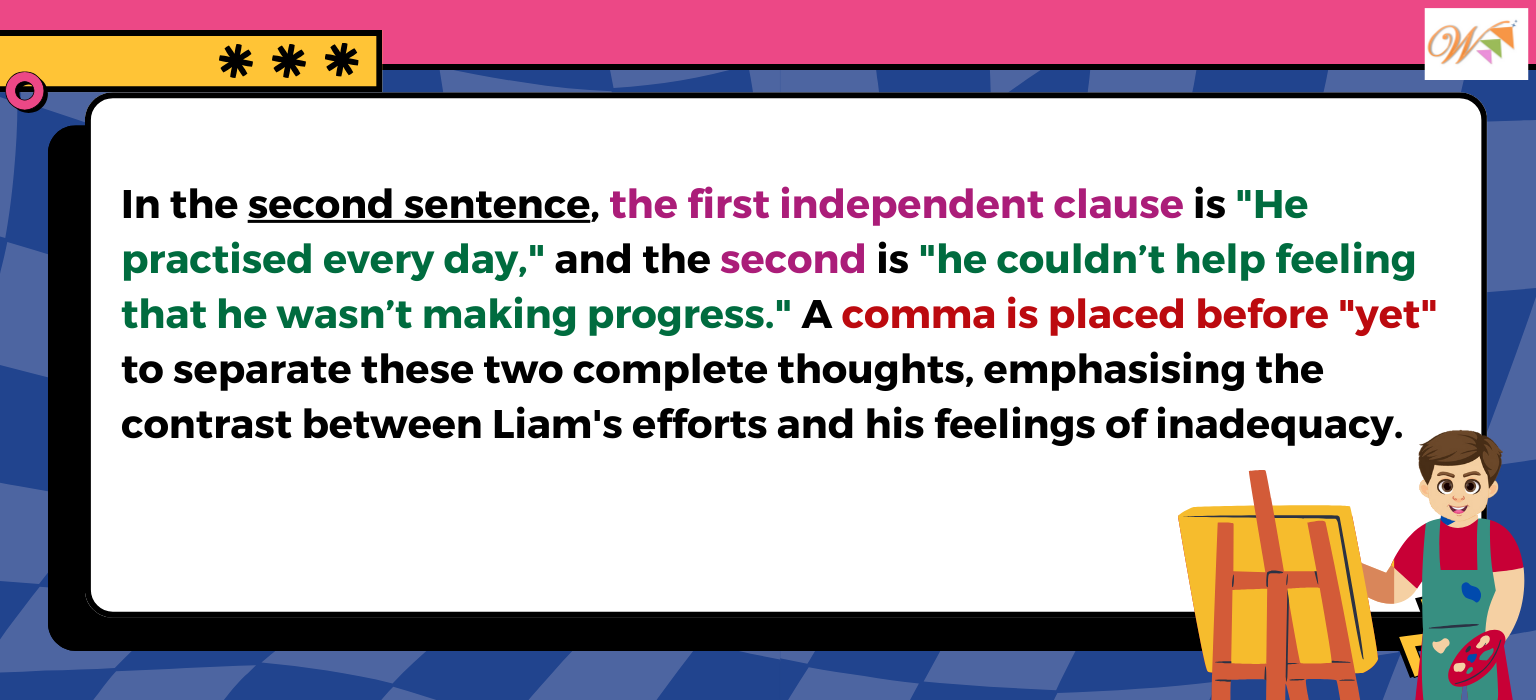 In the second sentence, the first independent clause is "He
practised every day," and the second is "he couldn’t help feeling
that he wasn’t making progress." A comma is placed before "yet"
to separate these two complete thoughts, emphasising the
contrast between Liam's efforts and his feelings of inadequacy.
W